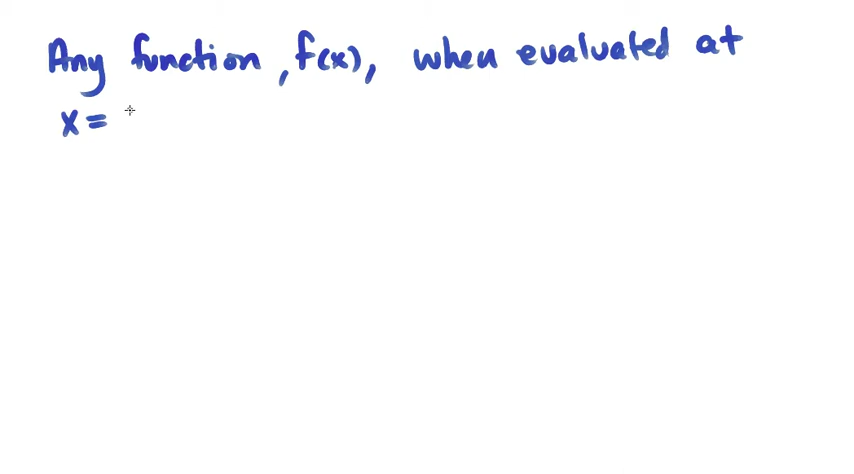 Any function, f(x), when evaluated at
x=